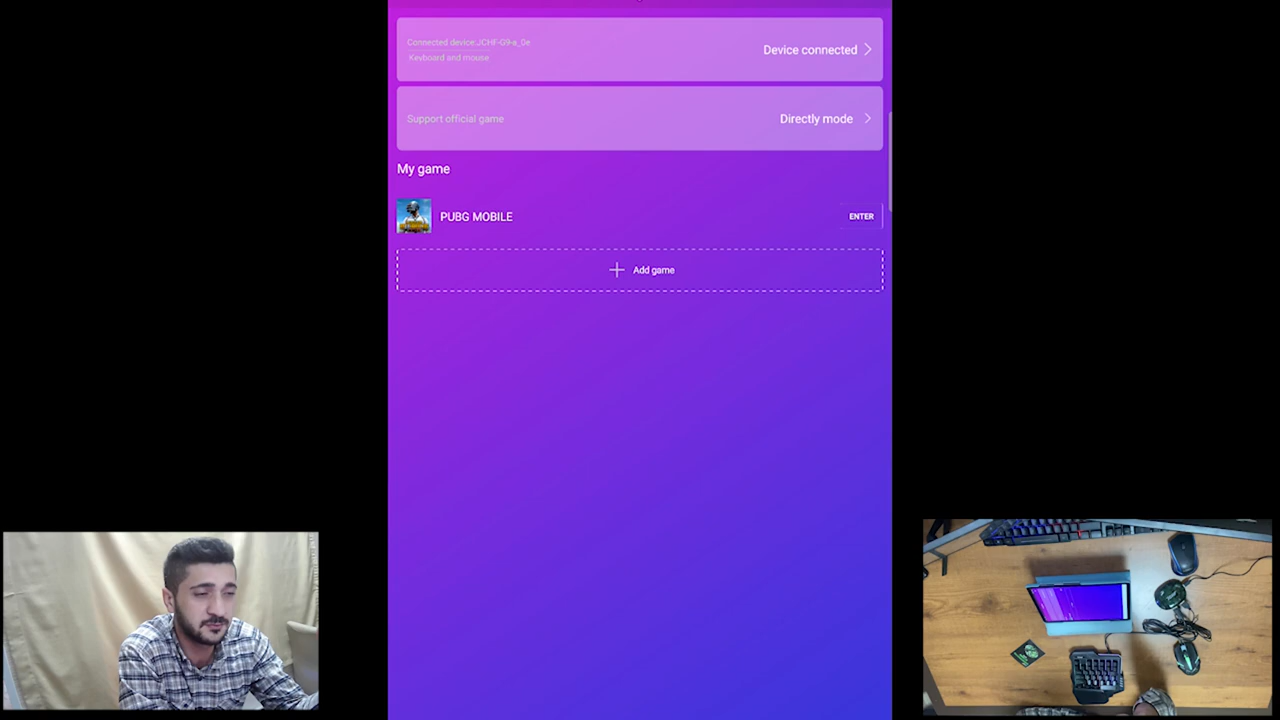 Connected device:JCHF-G9-a_0e
Keyboard and mouse
Device connected
Support official game
Directly mode
My game
PUBG MOBILE
ENTER
Add game